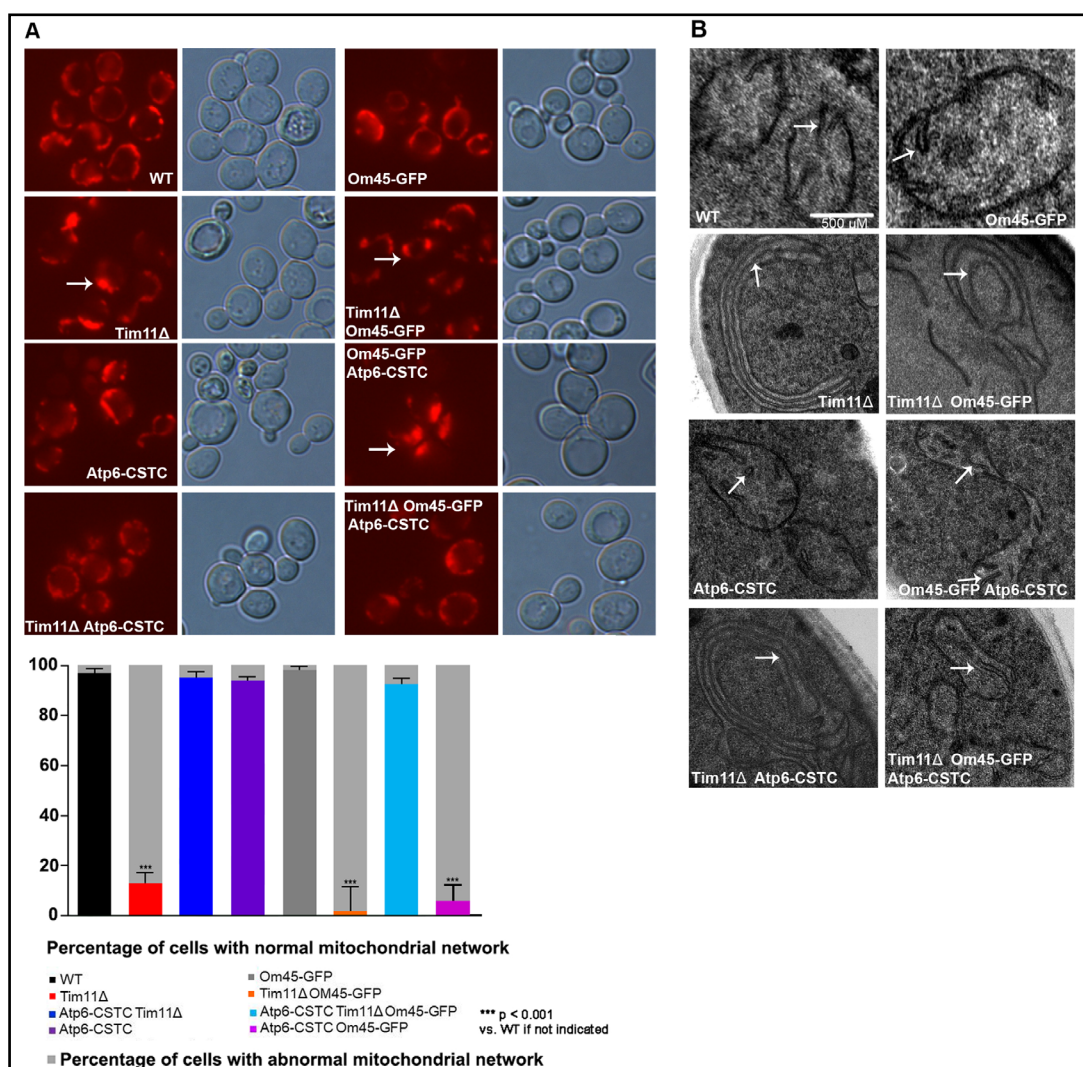 A
WT
Om45-GFP
Tim11Δ
Tim11Δ
Om45-GFP
Atp6-CSTC
Om45-GFP
Atp6-CSTC
Tim11Δ Atp6-CSTC
Tim11Δ Om45-GFP
Atp6-CSTC
100
80
60
40
20
0
***
***
***
Percentage of cells with normal mitochondrial network
WT
Tim11Δ
Atp6-CSTC Tim11Δ
Atp6-CSTC
Om45-GFP
Tim11Δ OM45-GFP
Atp6-CSTC Tim11Δ Om45-GFP
Atp6-CSTC Om45-GFP
*** p < 0.001
vs. WT if not indicated
Percentage of cells with abnormal mitochondrial network
B
WT
500 uM
Om45-GFP
Tim11Δ
Tim11Δ Om45-GFP
Atp6-CSTC
Om45-GFP Atp6-CSTC
Tim11Δ Atp6-CSTC
Tim11Δ Om45-GFP
Atp6-CSTC